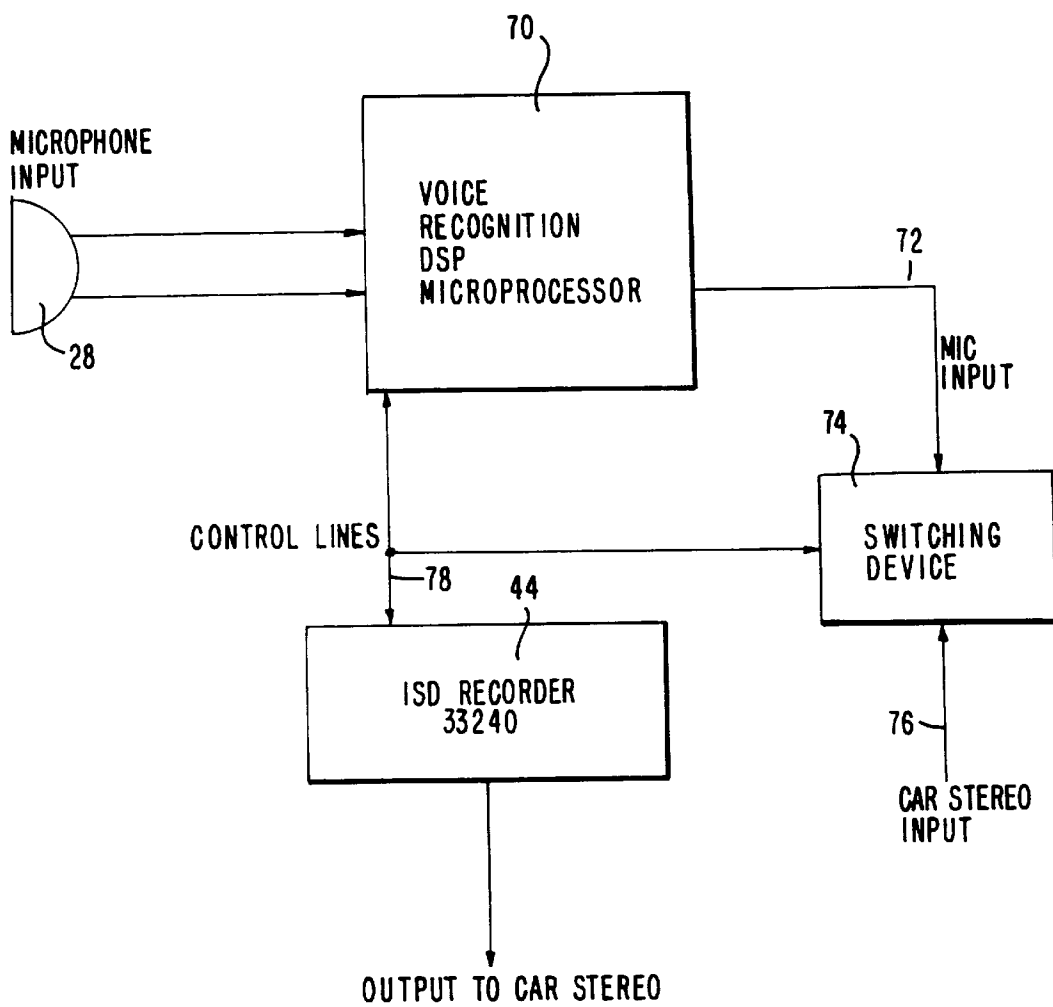 70
MICROPHONE
INPUT
VOICE
RECOGNITION
DSP
MICROPROCESSOR
72
28
MIC
INPUT
74
CONTROL LINES
SWITCHING
DEVICE
78
44
ISD RECORDER
33240
76
CAR STEREO
INPUT
OUTPUT TO CAR STEREO